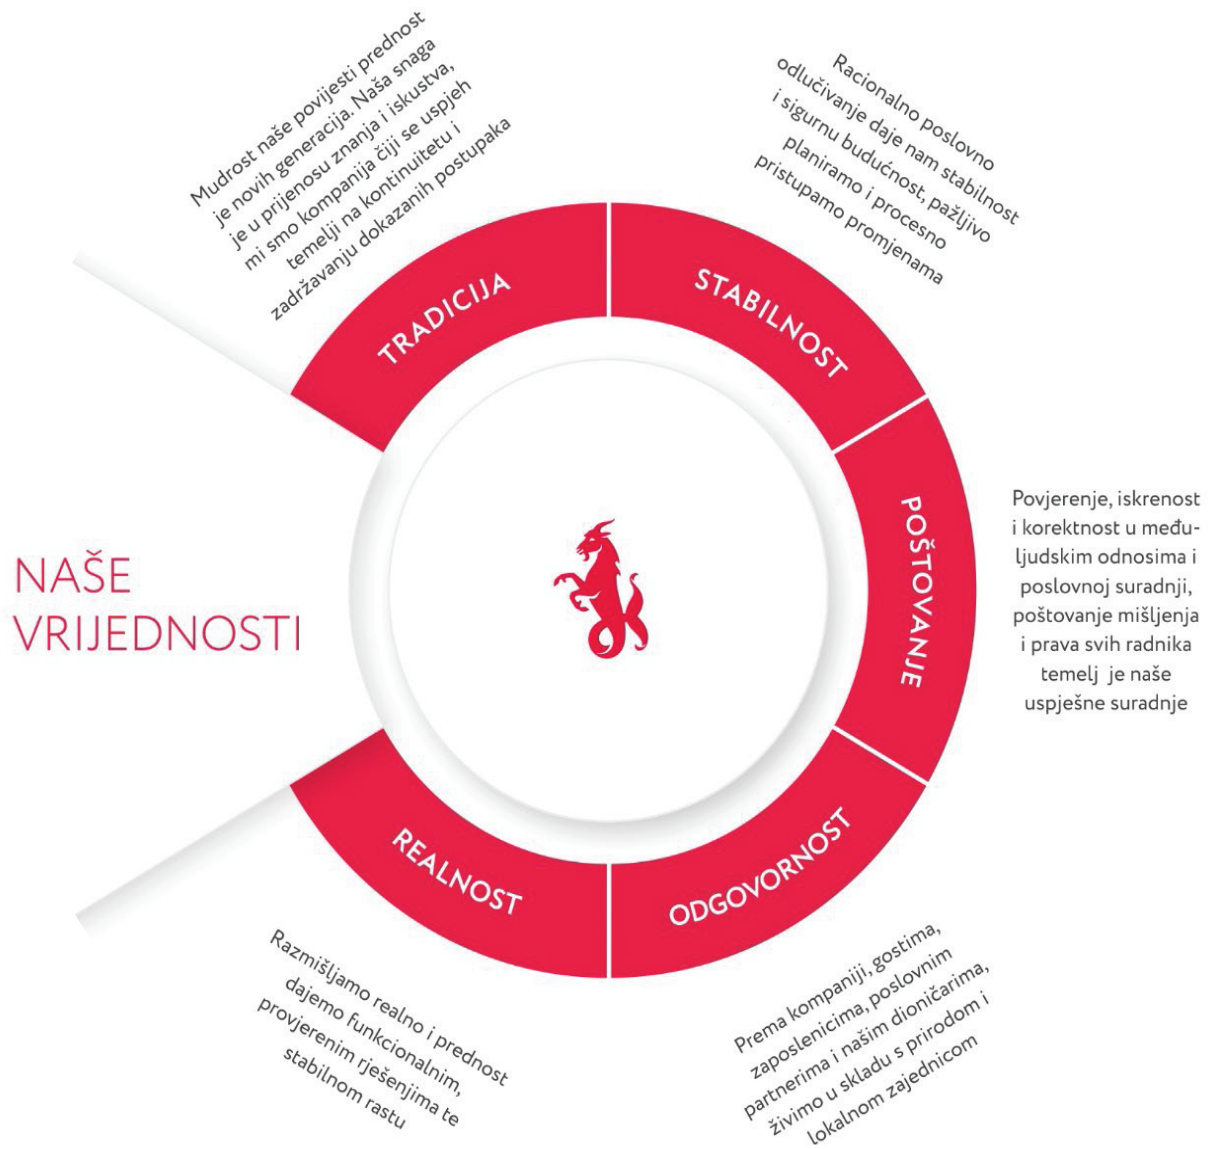 NAŠE
VRIJEDNOSTI
Mudrost naše povijesti prednost
je novih generacija. Naša snaga
je u prijenosu znanja i iskustva,
mi smo kompanija čiji se uspjeh
temelji na kontinuitetu i
zadržavanju dokazanih postupaka
TRADICIJA
Racionalno poslovno
odlučivanje daje nam stabilnost
i sigurnu budućnost, pažljivo
planiramo i procesno
pristupamo promjenama
STABILNOST
POŠTOVANJE
Povjerenje, iskrenost
i korektnost u među-
ljudskim odnosima i
poslovnoj suradnji,
poštovanje mišljenja
i prava svih radnika
temelj je naše
uspješne suradnje
ODGOVORNOST
Prema kompaniji, gostima,
zaposlenicima, poslovnim
partnerima i našim dioničarima,
živimo u skladu s prirodom i
lokalnom zajednicom
REALNOST
Razmišljamo realno i prednost
dajemo funkcionalnim,
provjerenim rješenjima te
stabilnom rastu